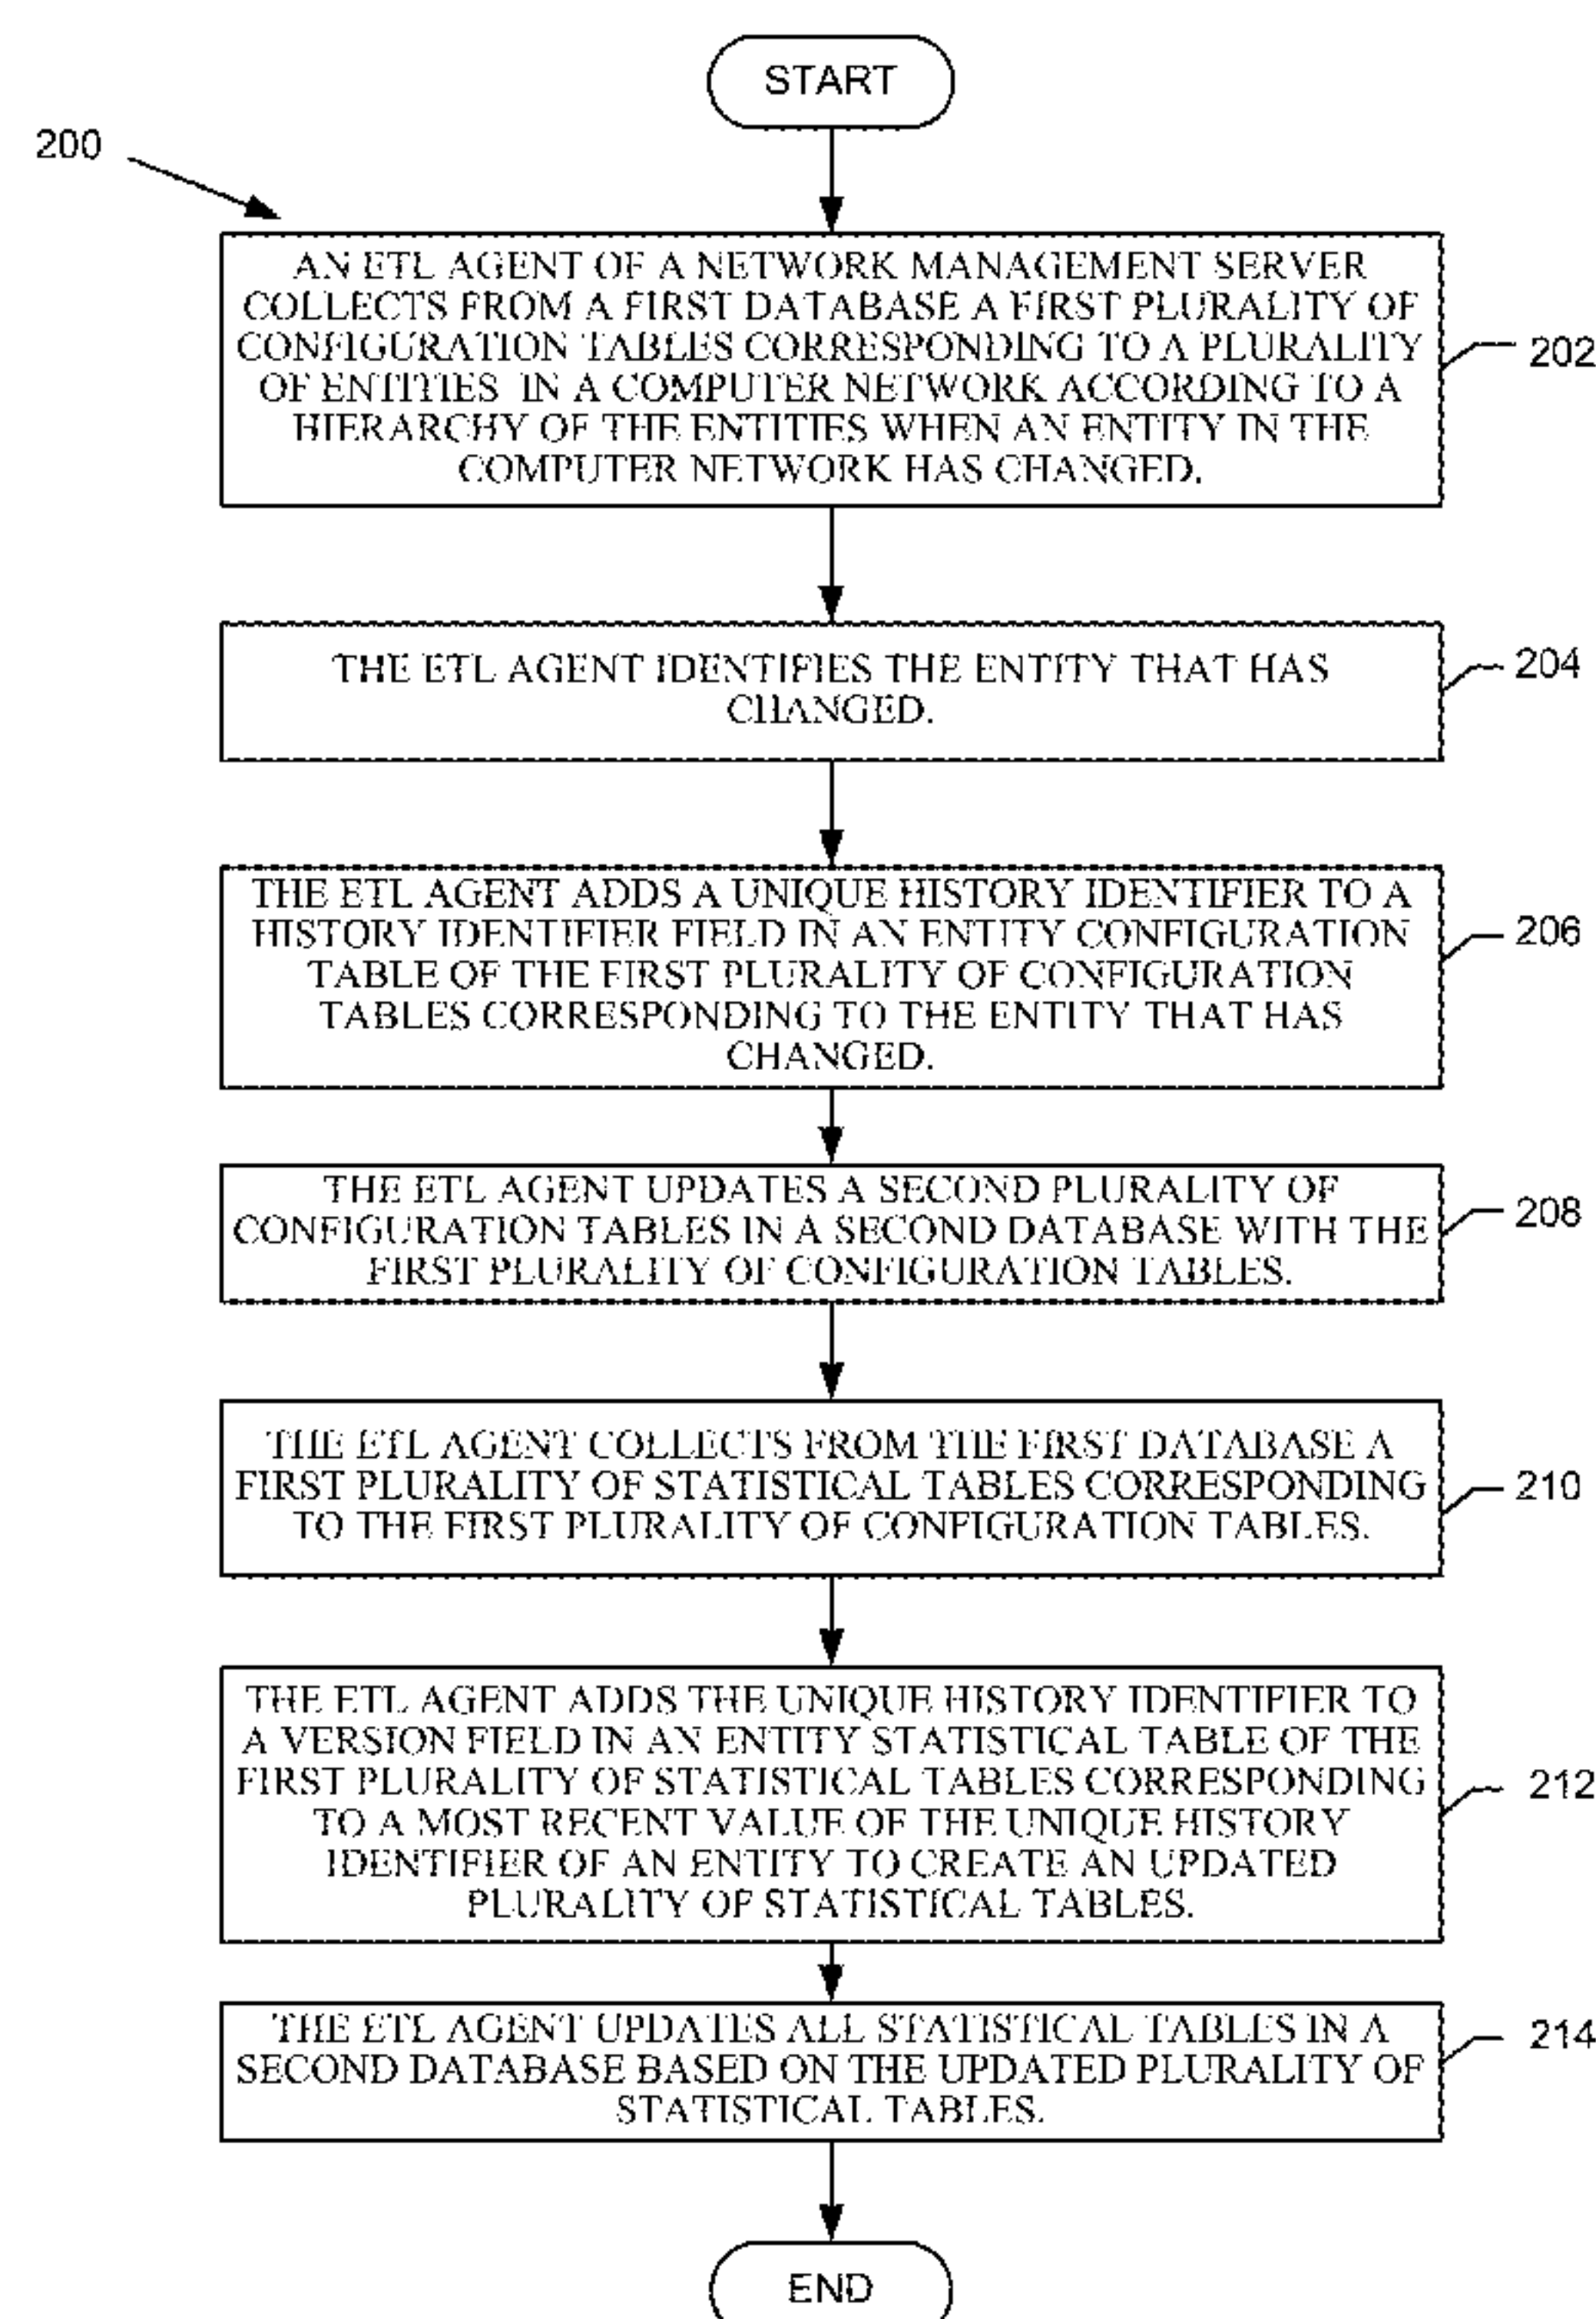 START
200
AN ETL AGENT OF A NETWORK MANAGEMENT SERVER
COLLECTS FROM A FIRST DATABASE A FIRST PLURALITY OF
CONFIGURATION TABLES CORRESPONDING TO A PLURALITY
OF ENTITIES IN A COMPUTER NETWORK ACCORDING TO A
HIERARCHY OF THE ENTITIES WHEN AN ENTITY IN THE
COMPUTER NETWORK HAS CHANGED.
202
THE ETL AGENT IDENTIFIES THE ENTITY THAT HAS
CHANGED.
204
THE ETL AGENT ADDS A UNIQUE HISTORY IDENTIFIER TO A
HISTORY IDENTIFIER FIELD IN AN ENTITY CONFIGURATION
TABLE OF THE FIRST PLURALITY OF CONFIGURATION
TABLES CORRESPONDING TO THE ENTITY THAT HAS
CHANGED.
206
THE ETL AGENT UPDATES A SECOND PLURALITY OF
CONFIGURATION TABLES IN A SECOND DATABASE WITH THE
FIRST PLURALITY OF CONFIGURATION TABLES.
208
THE ETL AGENT COLLECTS FROM THE FIRST DATABASE A
FIRST PLURALITY OF STATISTICAL TABLES CORRESPONDING
TO THE FIRST PLURALITY OF CONFIGURATION TABLES.
210
THE ETL AGENT ADDS THE UNIQUE HISTORY IDENTIFIER TO
A VERSION FIELD IN AN ENTITY STATISTICAL TABLE OF THE
FIRST PLURALITY OF STATISTICAL TABLES CORRESPONDING
TO A MOST RECENT VALUE OF THE UNIQUE HISTORY
IDENTIFIER OF AN ENTITY TO CREATE AN UPDATED
PLURALITY OF STATISTICAL TABLES.
212
THE ETL AGENT UPDATES ALL STATISTICAL TABLES IN A
SECOND DATABASE BASED ON THE UPDATED PLURALITY OF
STATISTICAL TABLES.
214
END